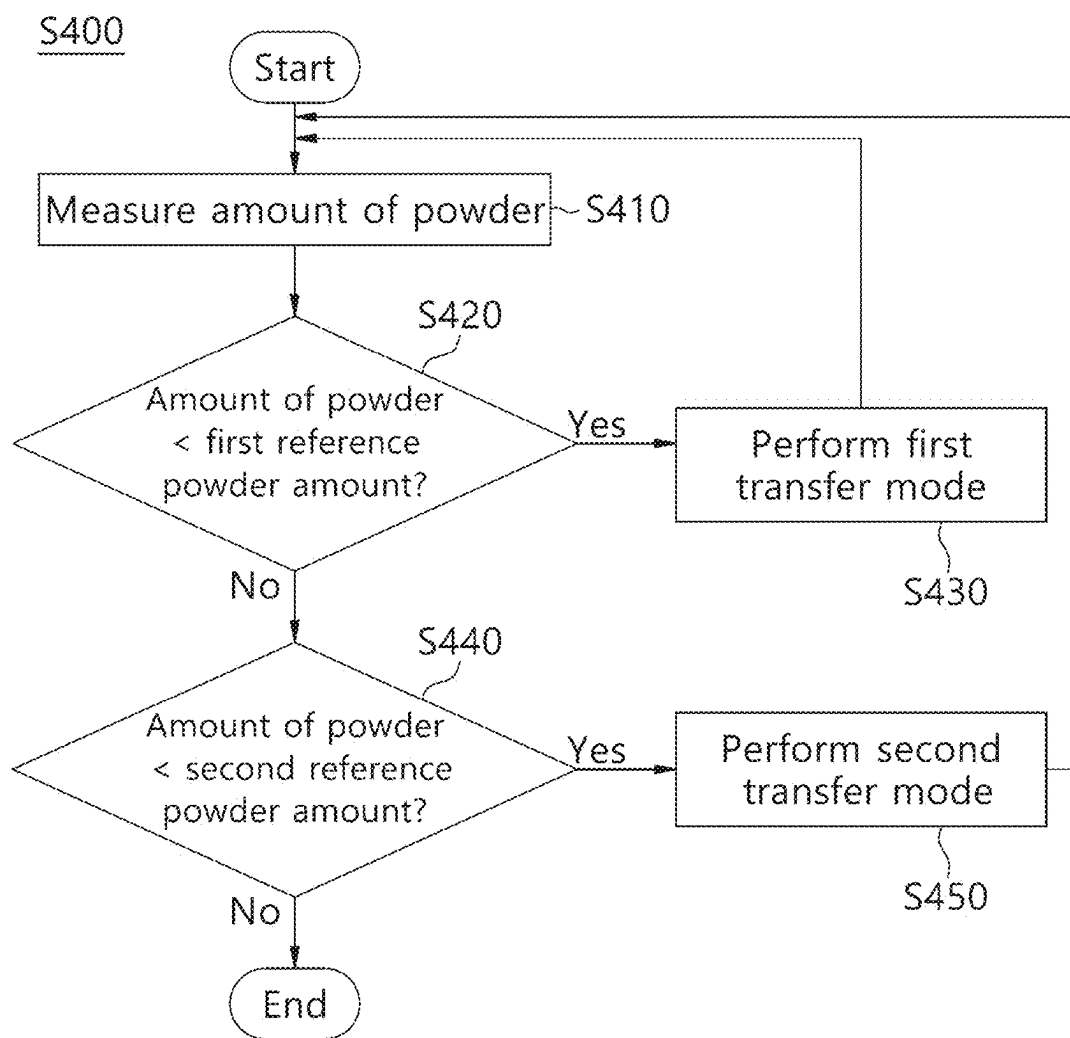 S400
Start
Measure amount of powder
S410
S420
Amount of powder
< first reference
powder amount?
Yes
Perform first
transfer mode
S430
No
S440
Amount of powder
< second reference
powder amount?
Yes
Perform second
transfer mode
S450
No
End